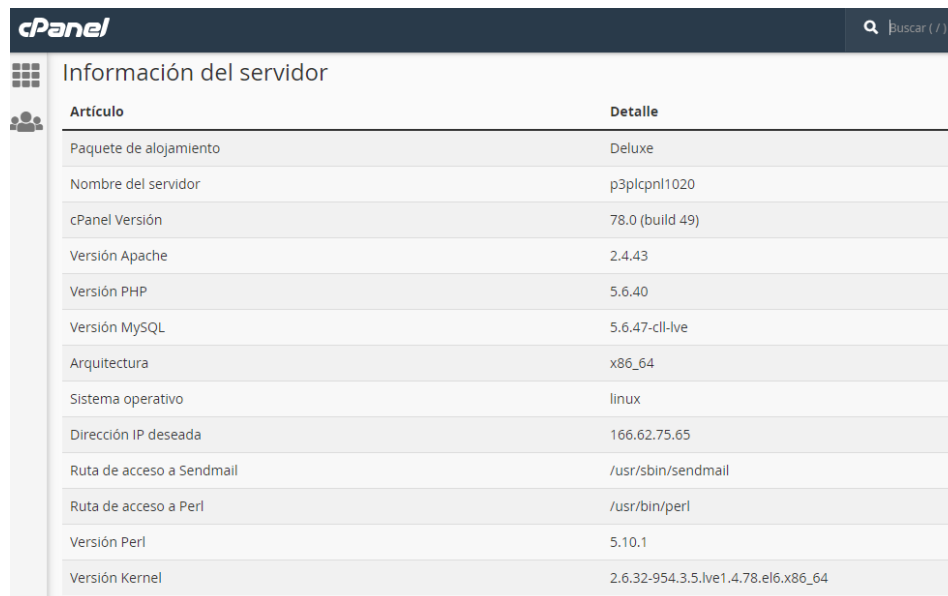 cPanel
Buscar ( / )
Información del servidor
Artículo Detalle
Paquete de alojamiento Deluxe
Nombre del servidor p3plcpnl1020
cPanel Versión 78.0 (build 49)
Versión Apache 2.4.43
Versión PHP 5.6.40
Versión MySQL 5.6.47-cll-lve
Arquitectura x86_64
Sistema operativo linux
Dirección IP deseada 166.62.75.65
Ruta de acceso a Sendmail /usr/sbin/sendmail
Ruta de acceso a Perl /usr/bin/perl
Versión Perl 5.10.1
Versión Kernel 2.6.32-954.3.5.lve1.4.78.el6.x86_64